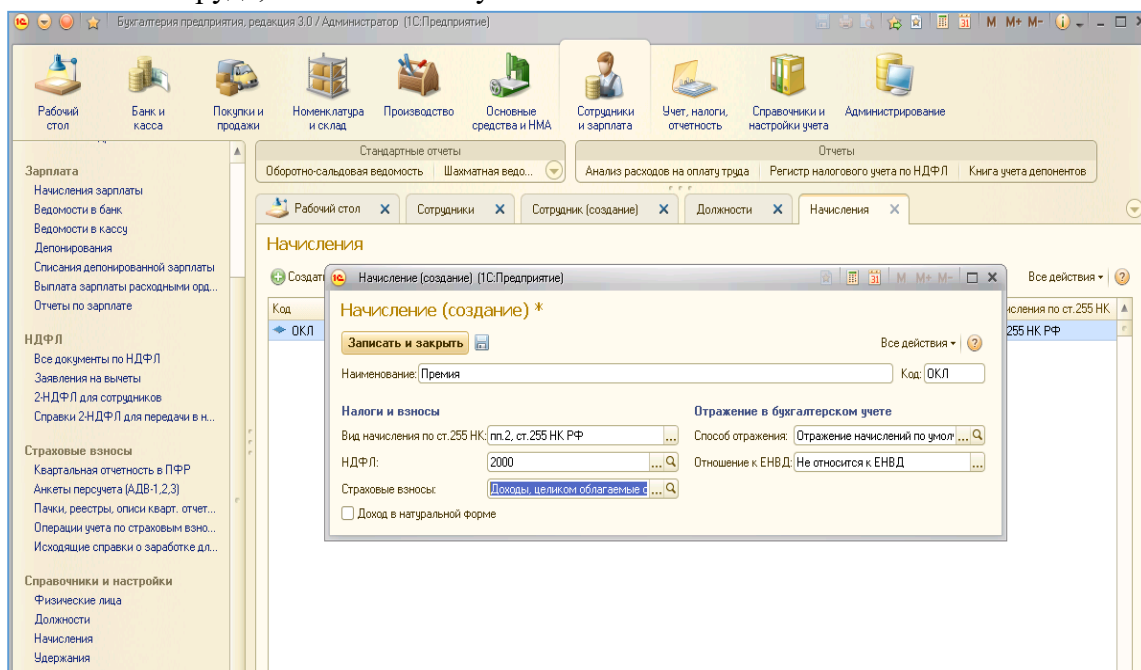 Бухгалтерия предприятия, редакция 3.0 / Администратор (1С:Предприятие)
M M+ M-
Рабочий стол
Банк и касса
Покупки и продажи
Номенклатура и склад
Производство
Основные средства и НМА
Сотрудники и зарплата
Учет, налоги, отчетность
Справочники и настройки учета
Администрирование
Стандартные отчеты
Отчеты
Оборотно-сальдовая ведомость
Шахматная ведо...
Анализ расходов на оплату труда
Регистр налогового учета по НДФЛ
Книга учета депонентов
Рабочий стол
Сотрудники
Сотрудник (создание)
Должности
Начисления
Зарплата
Начисления зарплаты
Ведомости в банк
Ведомости в кассу
Депонирования
Списания депонированной зарплаты
Выплата зарплаты расходными орд...
Отчеты по зарплате
НДФЛ
Все документы по НДФЛ
Заявления на вычеты
2-НДФЛ для сотрудников
Справки 2-НДФЛ для передачи в н...
Страховые взносы
Квартальная отчетность в ПФР
Анкеты персучета (АДВ-1,2,3)
Пачки, реестры, описи кварт. отчет...
Операции учета по страховым взно...
Исходящие справки о заработке дл...
Справочники и настройки
Физические лица
Должности
Начисления
Удержания
Начисления
Создать
Все действия
Код
исления по ст.255 НК
ОКЛ
255 НК РФ
Начисление (создание) (1С:Предприятие)
M M+ M-
Начисление (создание) *
Записать и закрыть
Все действия
Наименование: Премия
Код: ОКЛ
Налоги и взносы
Отражение в бухгалтерском учете
Вид начисления по ст.255 НК: пп.2, ст.255 НК РФ
Способ отражения: Отражение начислений по умол
НДФЛ: 2000
Отношение к ЕНВД: Не относится к ЕНВД
Страховые взносы: Доходы, целиком облагаемые с
Доход в натуральной форме